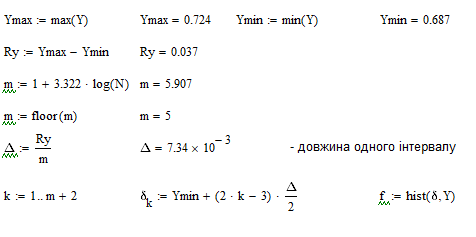 Ymax := max(Y) Ymax = 0.724 Ymin := min(Y) Ymin = 0.687
Ry := Ymax − Ymin Ry = 0.037
m := 1 + 3.322 · log(N) m = 5.907
m := floor(m) m = 5
Δ := Ry/m Δ = 7.34 × 10^−3 - довжина одного інтервалу
k := 1.. m + 2 δ_k := Ymin + (2 · k − 3) · Δ/2 f := hist(δ, Y)